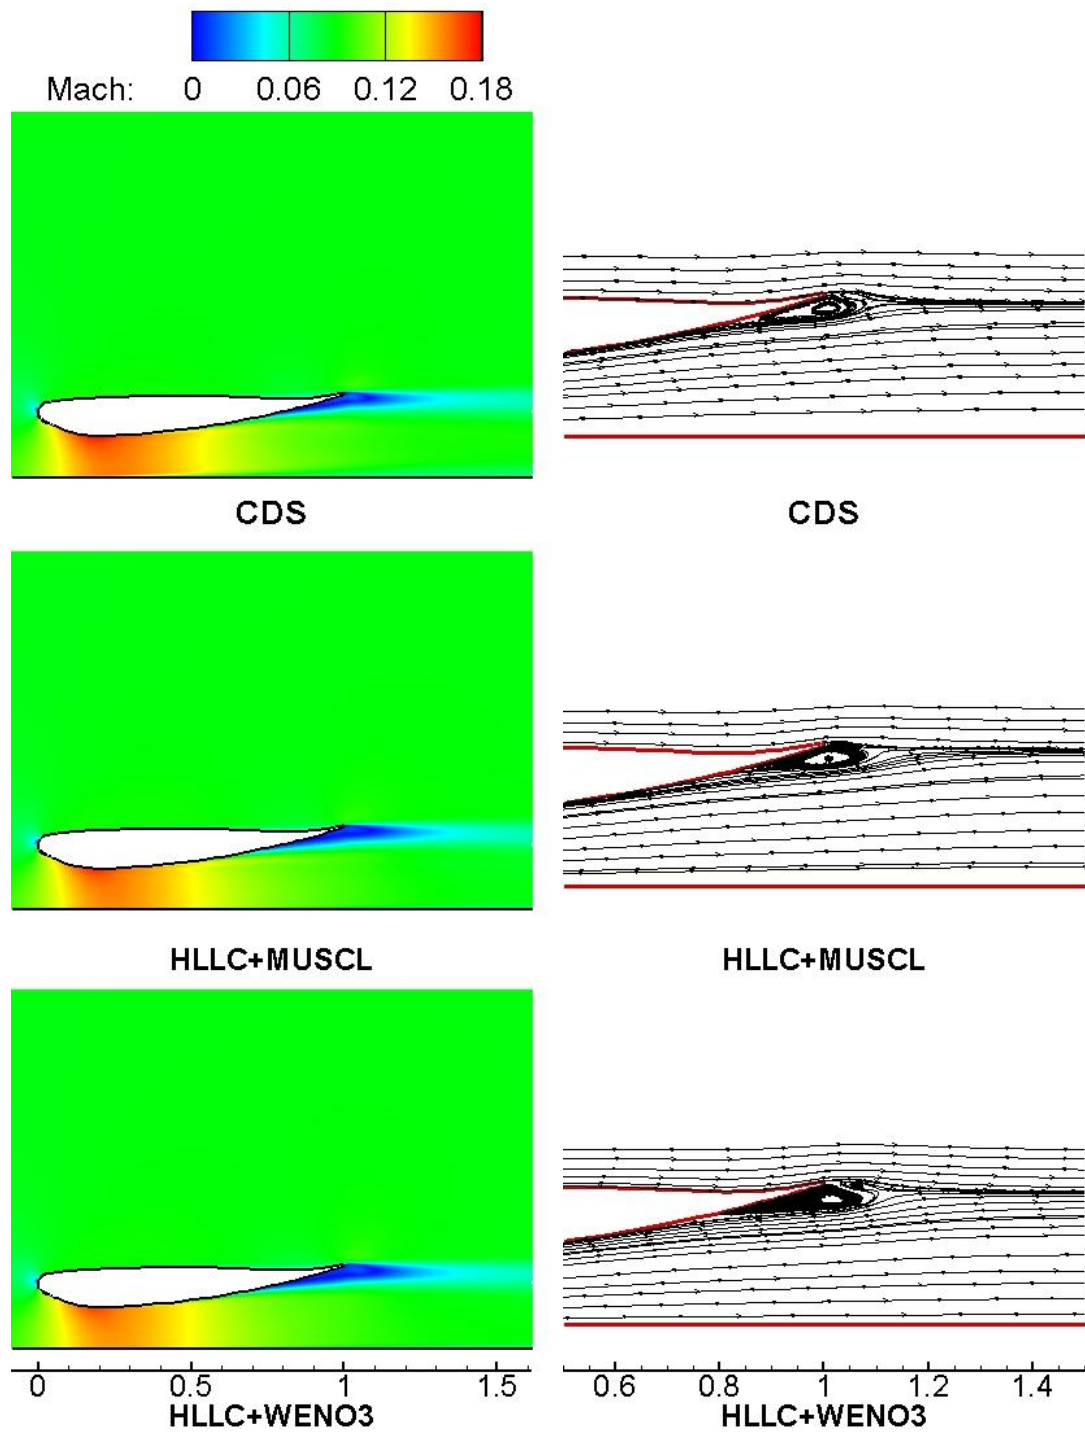 Mach: 0 0.06 0.12 0.18
CDS CDS
HLLC+MUSCL HLLC+MUSCL
0 0.5 1 1.5 0.6 0.8 1 1.2 1.4
HLLC+WENO3 HLLC+WENO3